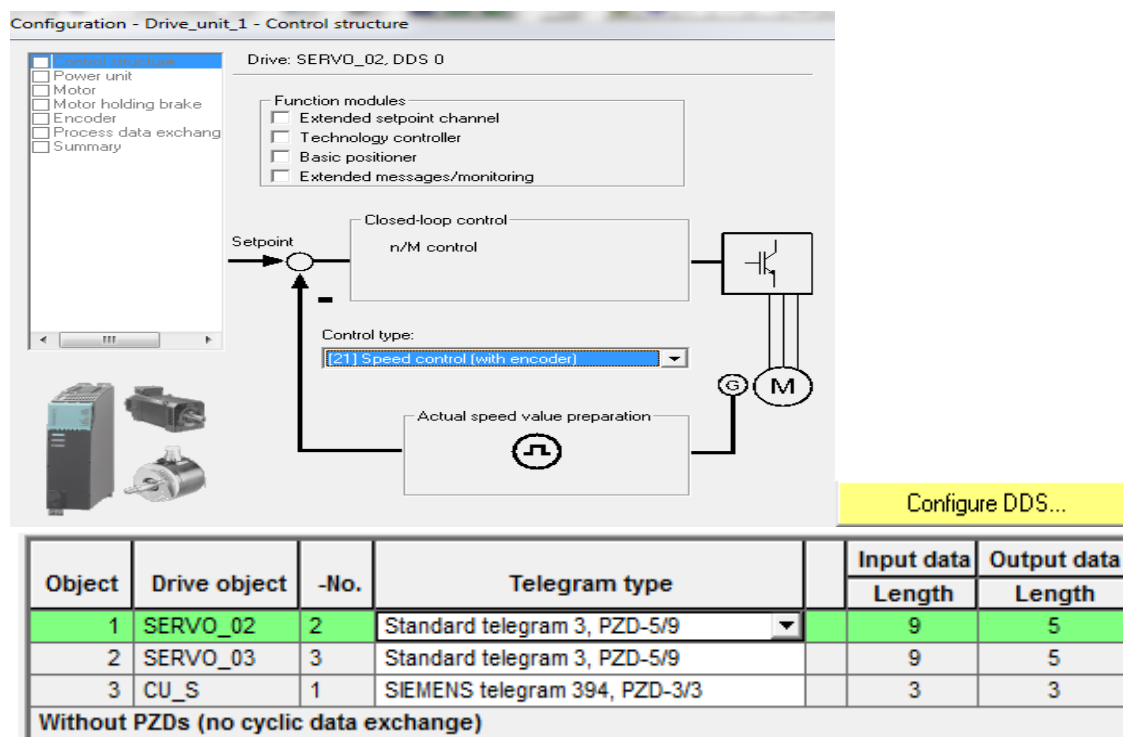 Configuration - Drive_unit_1 - Control structure
Control structure
Power unit
Motor
Motor holding brake
Encoder
Process data exchang
Summary
Drive: SERVO_02, DDS 0
Function modules
Extended setpoint channel
Technology controller
Basic positioner
Extended messages/monitoring
Setpoint
Closed-loop control
n/M control
Control type:
[21] Speed control (with encoder)
G
M
Actual speed value preparation
Configure DDS...
Object Drive object -No. Telegram type Input data Output data
Length Length
1 SERVO_02 2 Standard telegram 3, PZD-5/9 9 5
2 SERVO_03 3 Standard telegram 3, PZD-5/9 9 5
3 CU_S 1 SIEMENS telegram 394, PZD-3/3 3 3
Without PZDs (no cyclic data exchange)